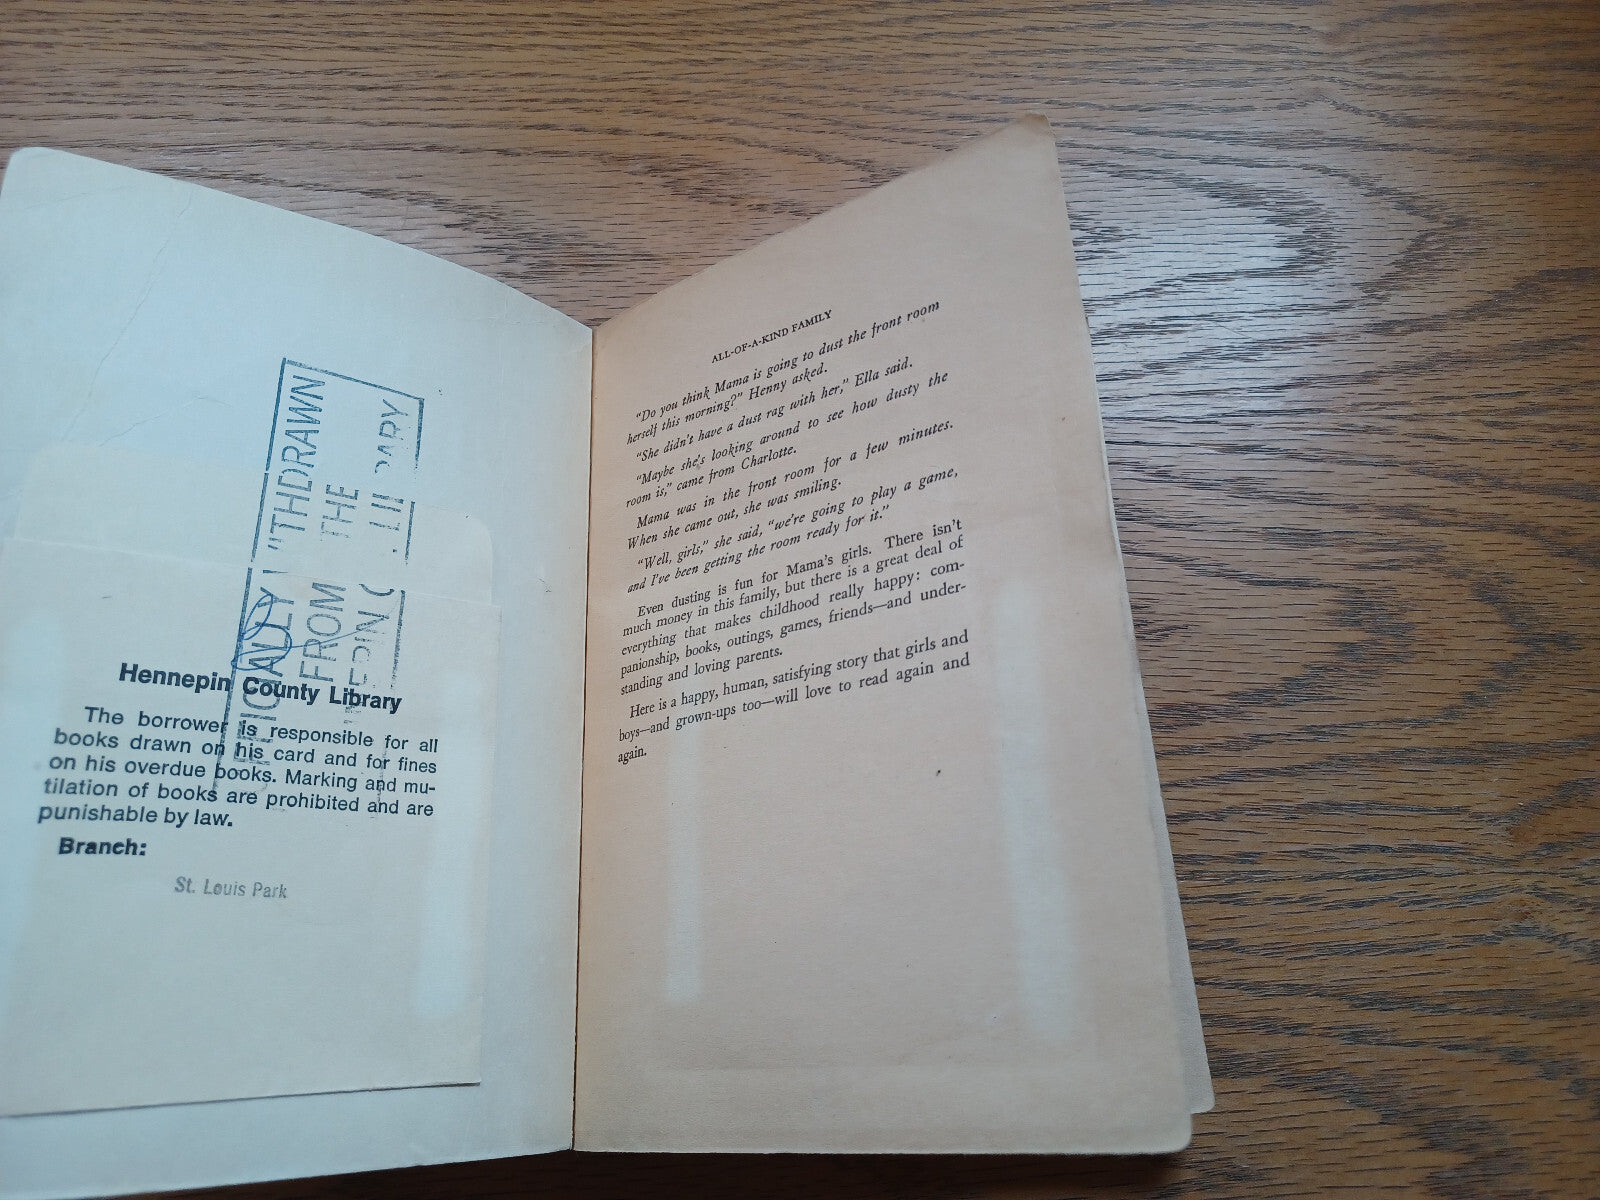 "THDRAWN
FROM THE
Hennepin County Library
The borrower is responsible for all
books drawn on his card and for fines
on his overdue books. Marking and mu-
tilation of books are prohibited and are
punishable by law.
Branch:
St. Louis Park
ALL-OF-A-KIND FAMILY
"Do you think Mama is going to dust the front room
herself this morning?" Henny asked.
"She didn't have a dust rag with her," Ella said.
"Maybe she's looking around to see how dusty the
room is," came from Charlotte.
Mama was in the front room for a few minutes.
When she came out, she was smiling.
"Well, girls," she said, "we're going to play a game,
and I've been getting the room ready for it."
Even dusting is fun for Mama's girls. There isn't
much money in this family, but there is a great deal of
everything that makes childhood really happy: com-
panionship, books, outings, games, friends—and under-
standing and loving parents.
Here is a happy, human, satisfying story that girls and
boys—and grown-ups too—will love to read again and
again.